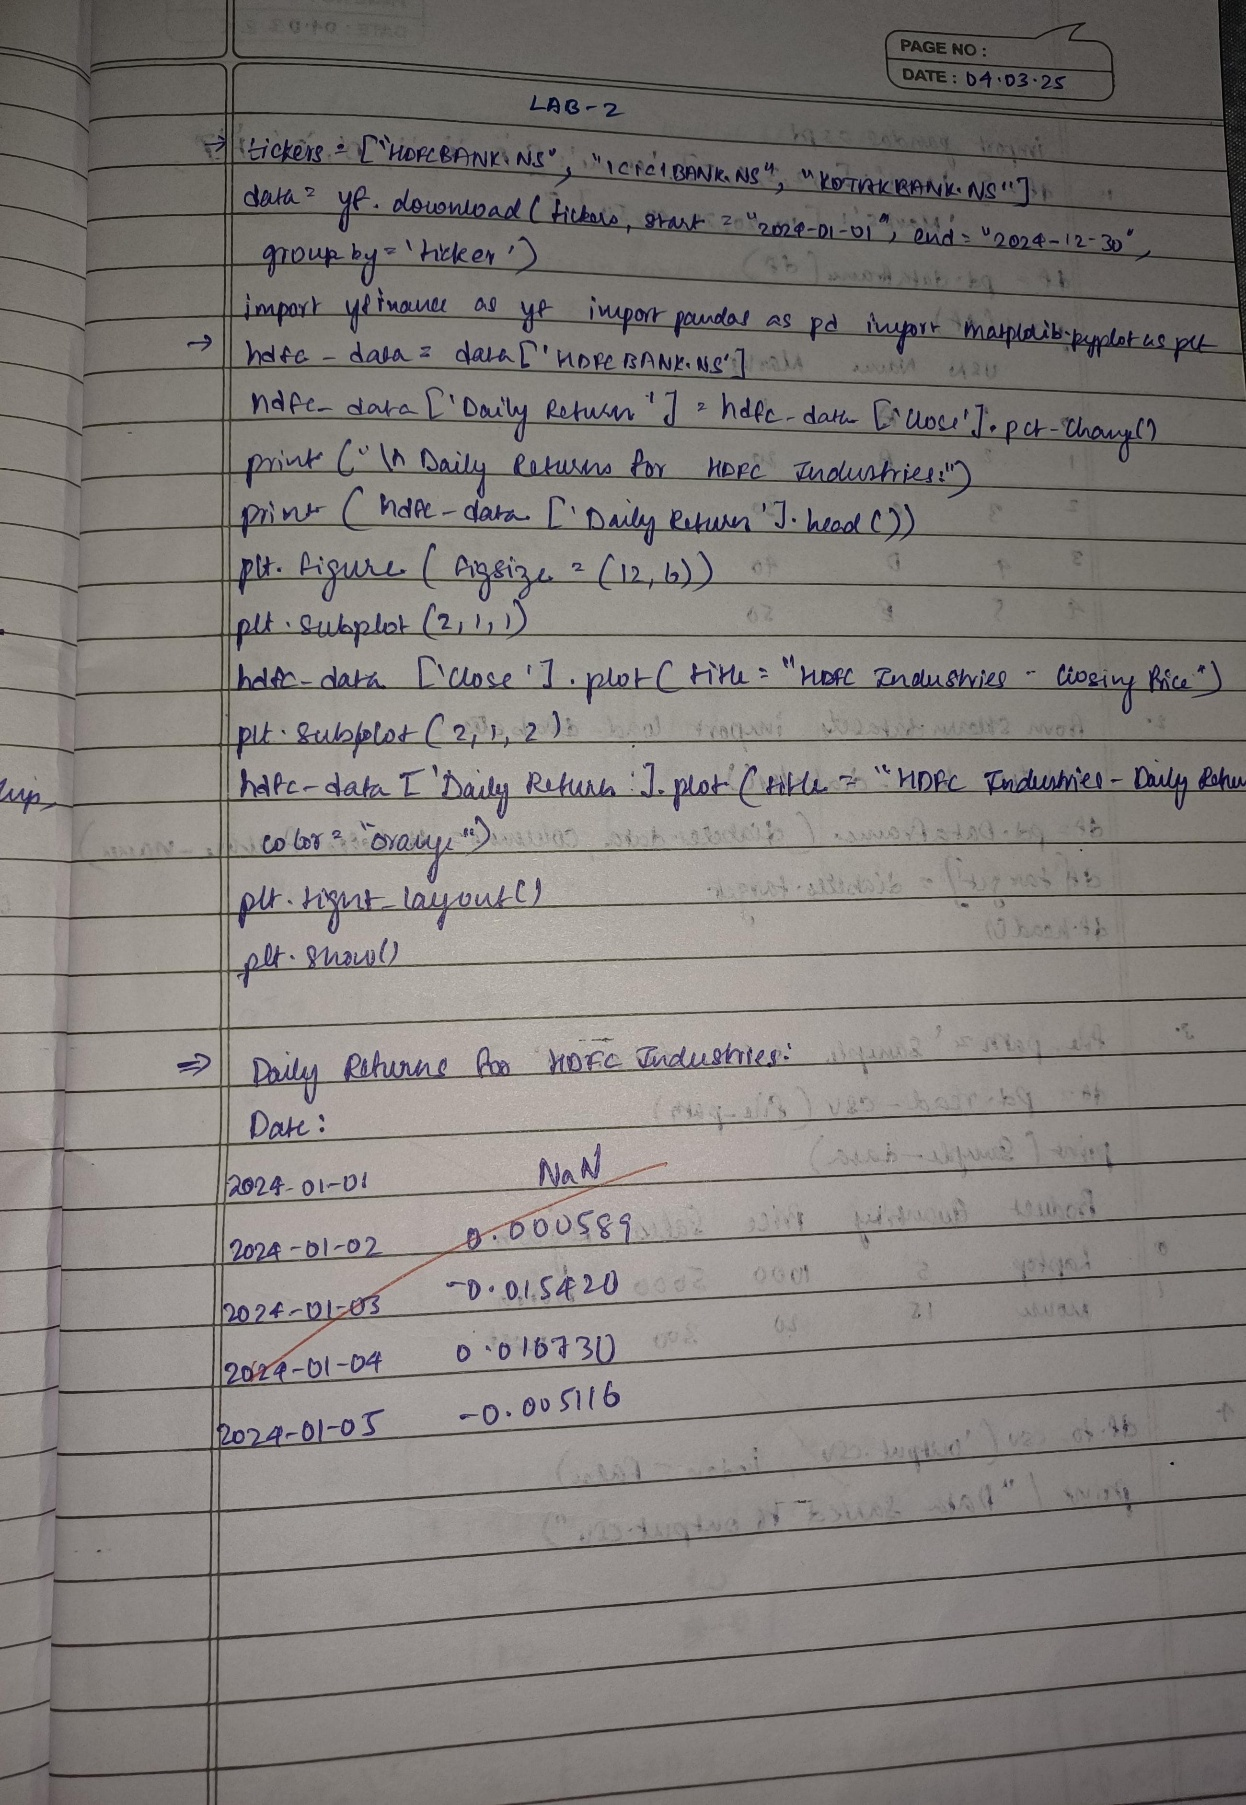 PAGE NO :
DATE : 04.03.25
LAB-2
⇒ tickers = ["HDFCBANK.NS", "ICICIBANK.NS", "KOTAKBANK.NS"]
data = yf.download(tickers, start = "2024-01-01", end = "2024-12-30",
group by = 'ticker')
import yfinance as yf import pandas as pd import matplolib.pyplot as plt
→ hdfc - data = data['HDFCBANK.NS']
hdfc - data ['Daily Return'] = hdfc - data ['Close'].pct - change()
print ("\n Daily Returns for HDFC Industries:")
print (hdfc - data ['Daily Return'].head())
plt.figure (figsize = (12,6))
plt.subplot (2,1,1)
hdfc - data ['Close'].plot (title = "HDFC Industries - Closing Price")
plt.subplot (2,1,2)
hdfc - data ['Daily Return'].plot (title = "HDFC Industries - Daily Retu
color = "orange")
plt.tight_layout()
plt.show()
⇒ Daily Returns for HDFC Industries:
Date:
2024-01-01 NaN
2024-01-02 0.000589
2024-01-03 -0.015420
2024-01-04 0.016730
2024-01-05 -0.005116